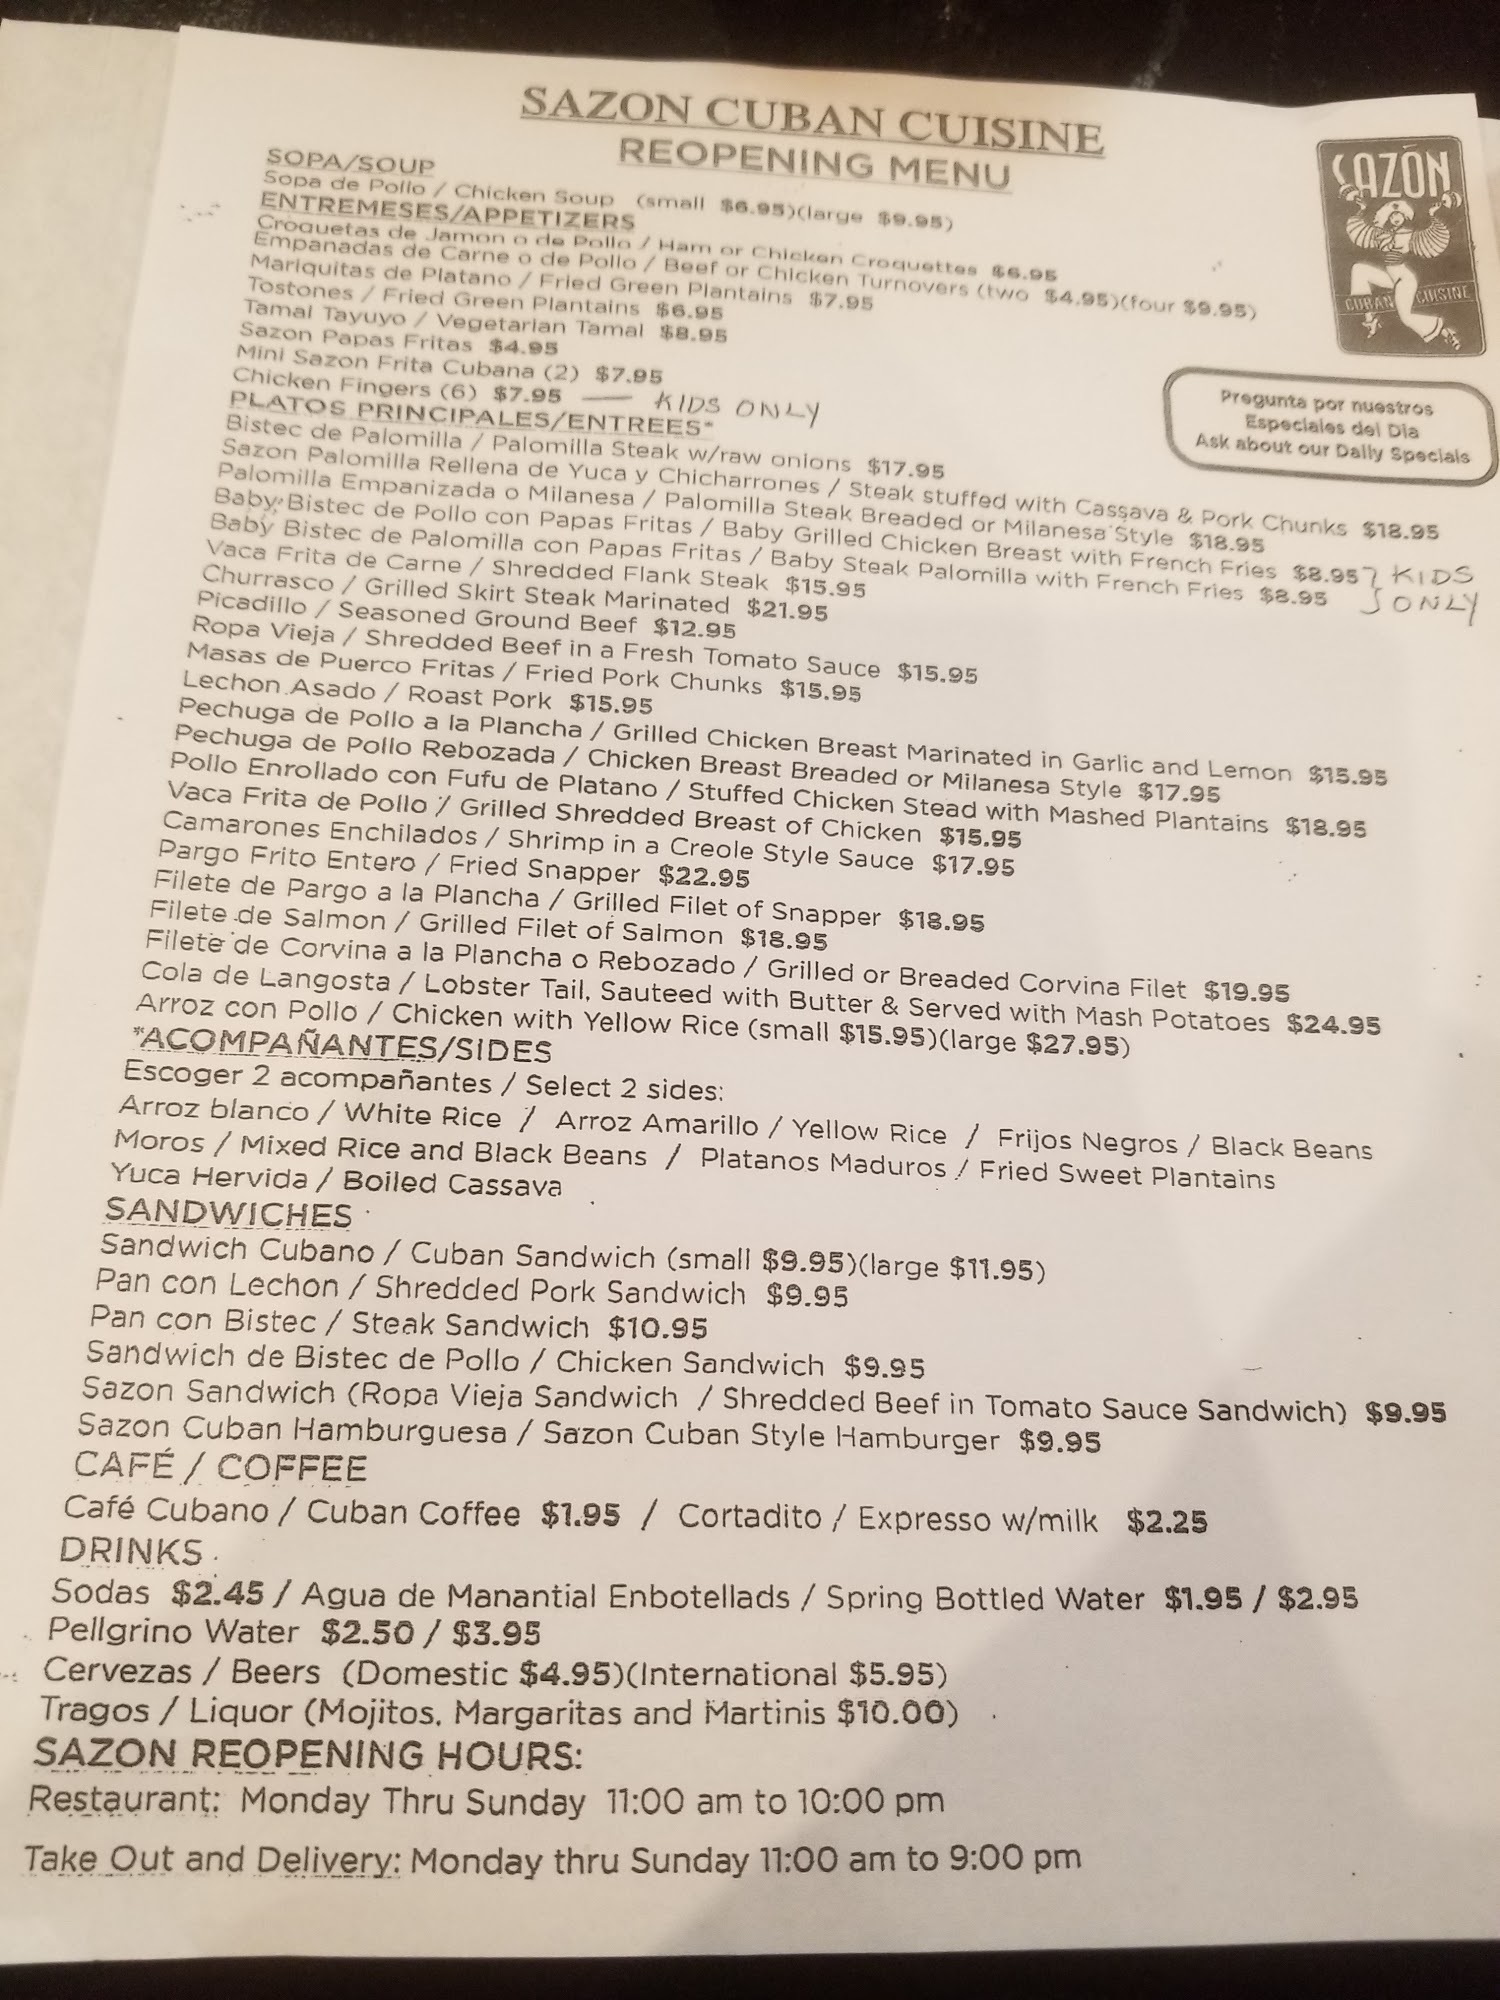 SAZON CUBAN CUISINE
REOPENING MENU
SAZÓN
CUBAN CUISINE
SOPA/SOUP
Sopa de Pollo / Chicken Soup (small $6.95)(large $9.95)
ENTREMESES/APPETIZERS
Croquetas de Jamon o de Pollo / Ham or Chicken Croquettes $6.95
Empanadas de Carne o de Pollo / Beef or Chicken Turnovers (two $4.95)(four $9.95)
Mariquitas de Platano / Fried Green Plantains $7.95
Tostones / Fried Green Plantains $6.95
Tamal Tayuyo / Vegetarian Tamal $8.95
Sazon Papas Fritas $4.95
Mini Sazon Frita Cubana (2) $7.95
Chicken Fingers (6) $7.95 — KIDS ONLY
Pregunta por nuestros
Especiales del Dia
Ask about our Daily Specials
PLATOS PRINCIPALES/ENTREES*
Bistec de Palomilla / Palomilla Steak w/raw onions $17.95
Sazon Palomilla Rellena de Yuca y Chicharrones / Steak stuffed with Cassava & Pork Chunks $18.95
Palomilla Empanizada o Milanesa / Palomilla Steak Breaded or Milanesa Style $18.95
Baby Bistec de Pollo con Papas Fritas / Baby Grilled Chicken Breast with French Fries $8.95 KIDS
Baby Bistec de Palomilla con Papas Fritas / Baby Steak Palomilla with French Fries $8.95 ONLY
Vaca Frita de Carne / Shredded Flank Steak $15.95
Churrasco / Grilled Skirt Steak Marinated $21.95
Picadillo / Seasoned Ground Beef $12.95
Ropa Vieja / Shredded Beef in a Fresh Tomato Sauce $15.95
Masas de Puerco Fritas / Fried Pork Chunks $15.95
Lechon Asado / Roast Pork $15.95
Pechuga de Pollo a la Plancha / Grilled Chicken Breast Marinated in Garlic and Lemon $15.95
Pechuga de Pollo Rebozada / Chicken Breast Breaded or Milanesa Style $17.95
Pollo Enrollado con Fufu de Platano / Stuffed Chicken Stead with Mashed Plantains $18.95
Vaca Frita de Pollo / Grilled Shredded Breast of Chicken $15.95
Camarones Enchilados / Shrimp in a Creole Style Sauce $17.95
Pargo Frito Entero / Fried Snapper $22.95
Filete de Pargo a la Plancha / Grilled Filet of Snapper $18.95
Filete de Salmon / Grilled Filet of Salmon $18.95
Filete de Corvina a la Plancha o Rebozado / Grilled or Breaded Corvina Filet $19.95
Cola de Langosta / Lobster Tail, Sauteed with Butter & Served with Mash Potatoes $24.95
Arroz con Pollo / Chicken with Yellow Rice (small $15.95)(large $27.95)
*ACOMPAÑANTES/SIDES
Escoger 2 acompañantes / Select 2 sides:
Arroz blanco / White Rice / Arroz Amarillo / Yellow Rice / Frijos Negros / Black Beans
Moros / Mixed Rice and Black Beans / Platanos Maduros / Fried Sweet Plantains
Yuca Hervida / Boiled Cassava
SANDWICHES
Sandwich Cubano / Cuban Sandwich (small $9.95)(large $11.95)
Pan con Lechon / Shredded Pork Sandwich $9.95
Pan con Bistec / Steak Sandwich $10.95
Sandwich de Bistec de Pollo / Chicken Sandwich $9.95
Sazon Sandwich (Ropa Vieja Sandwich / Shredded Beef in Tomato Sauce Sandwich) $9.95
Sazon Cuban Hamburguesa / Sazon Cuban Style Hamburger $9.95
CAFÉ / COFFEE
Café Cubano / Cuban Coffee $1.95 / Cortadito / Expresso w/milk $2.25
DRINKS
Sodas $2.45 / Agua de Manantial Enbotellads / Spring Bottled Water $1.95 / $2.95
Pellgrino Water $2.50 / $3.95
Cervezas / Beers (Domestic $4.95)(International $5.95)
Tragos / Liquor (Mojitos, Margaritas and Martinis $10.00)
SAZON REOPENING HOURS:
Restaurant: Monday Thru Sunday 11:00 am to 10:00 pm
Take Out and Delivery: Monday thru Sunday 11:00 am to 9:00 pm